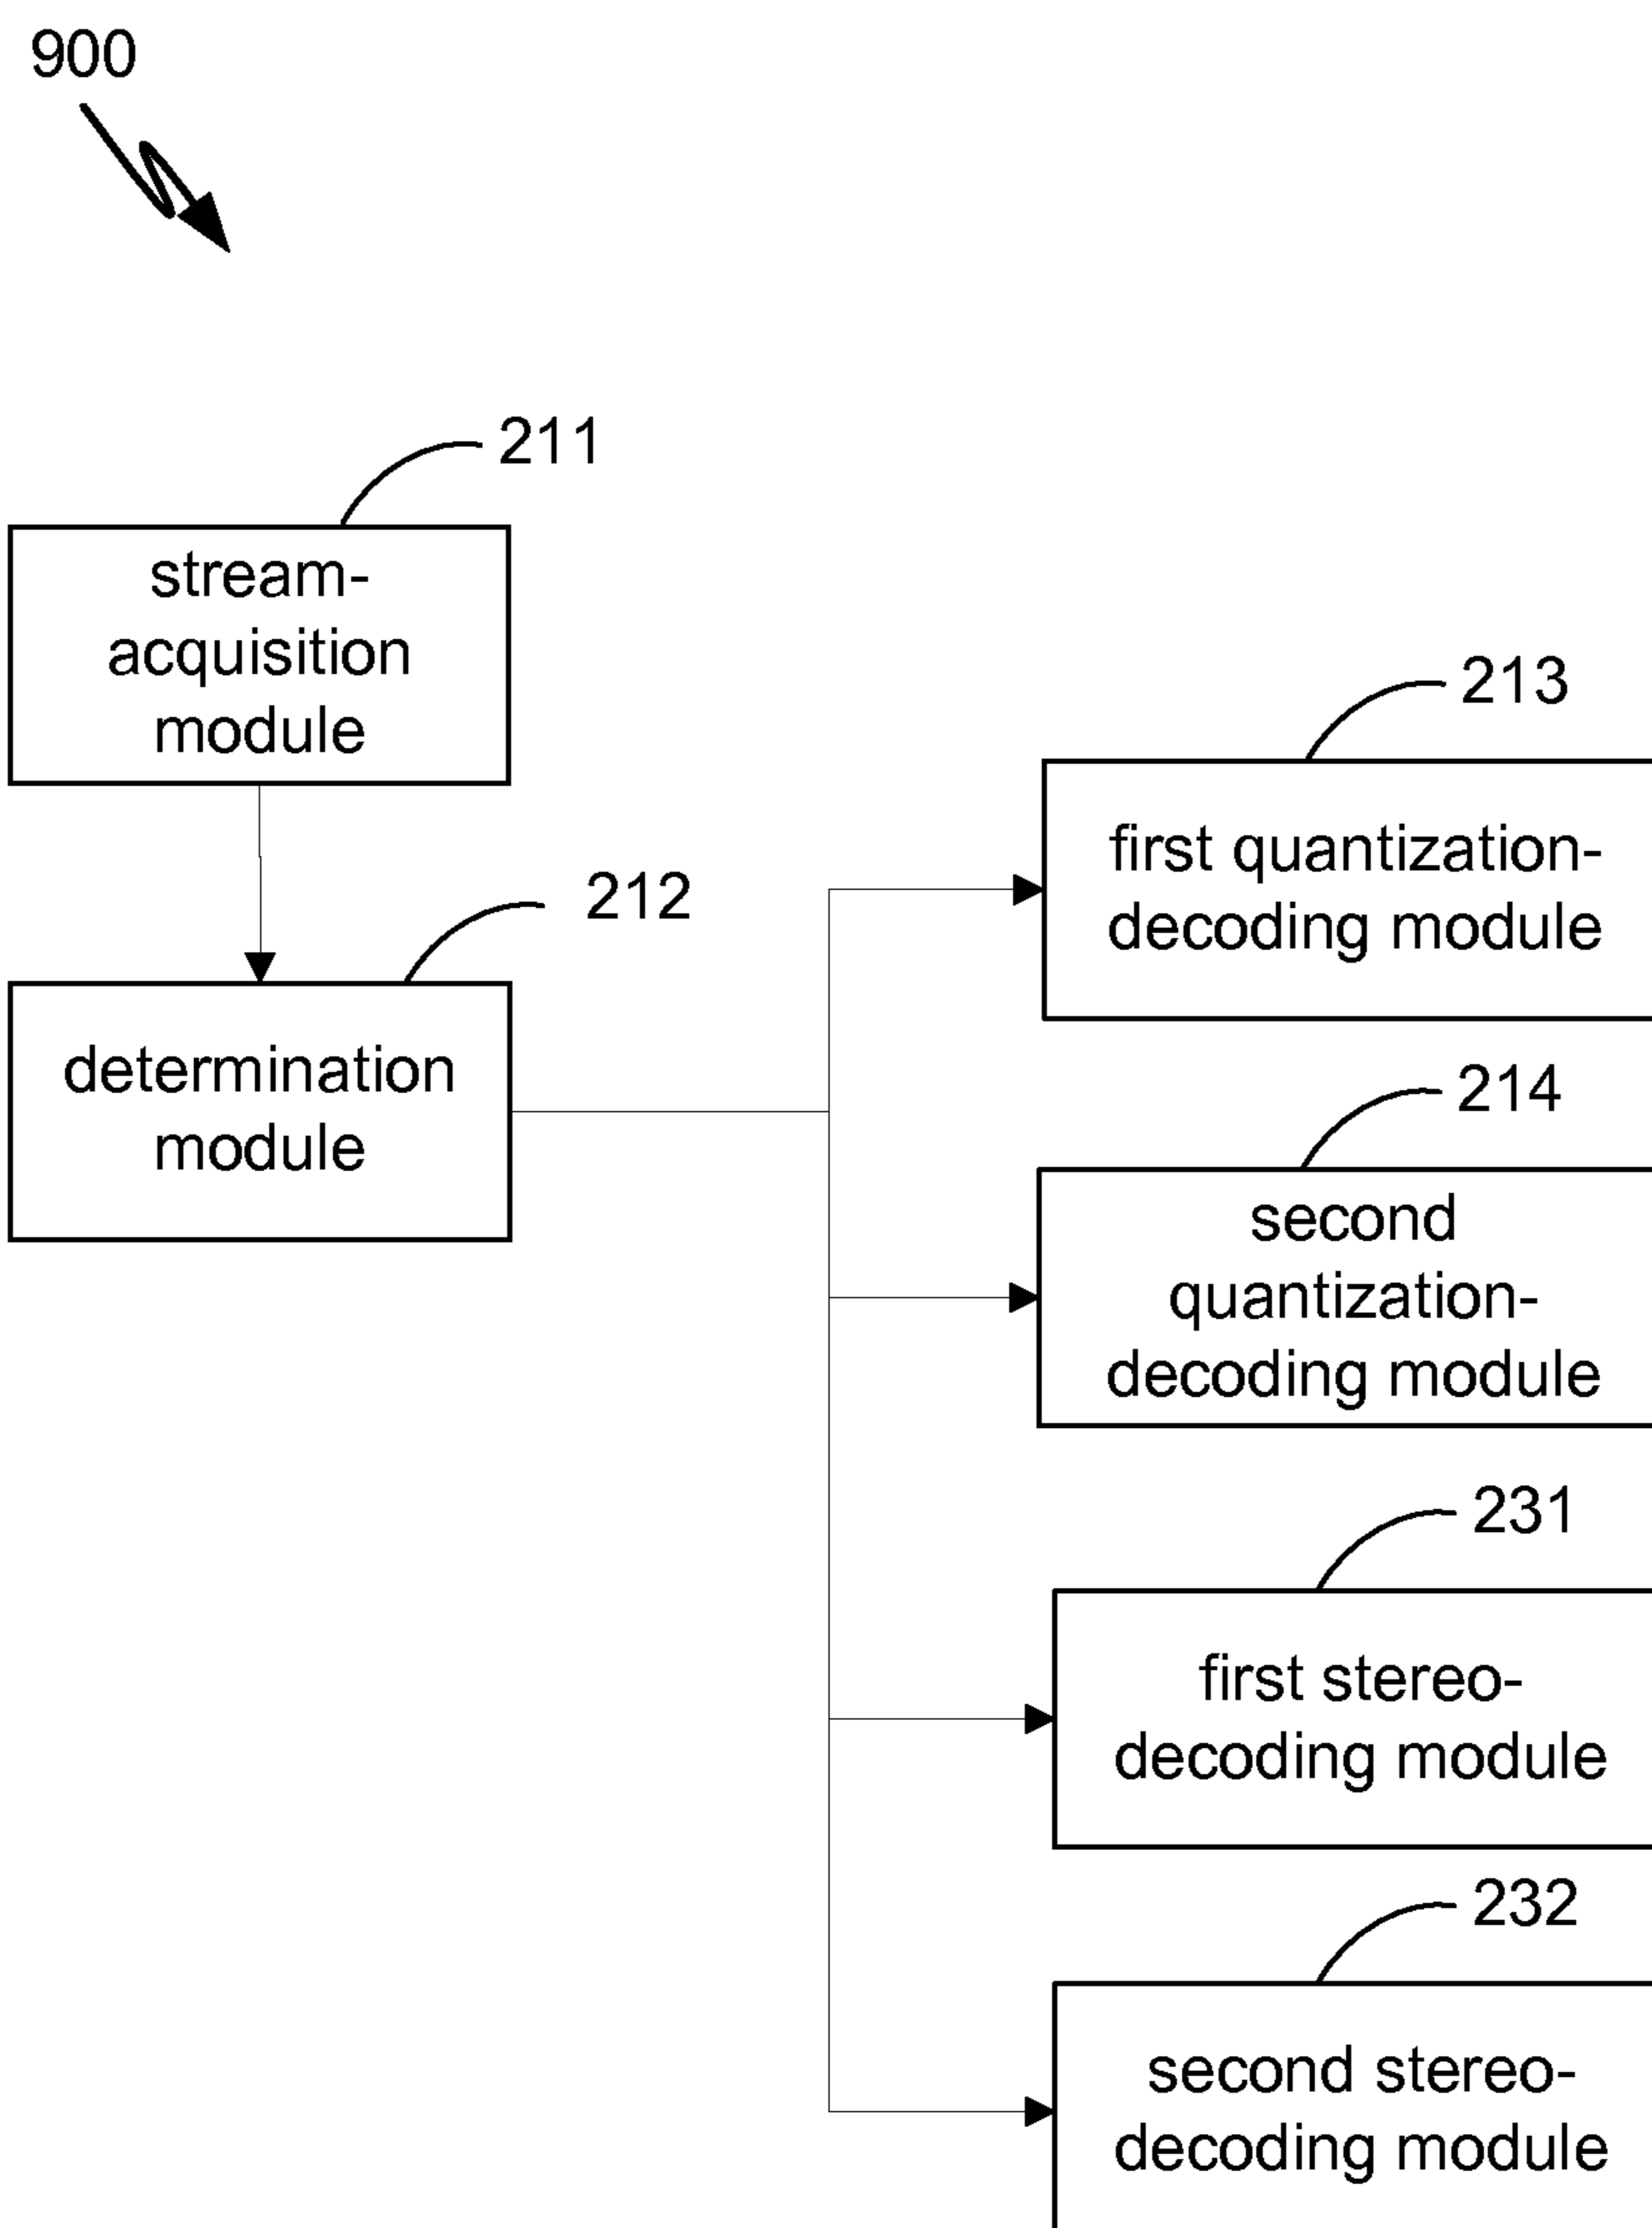 900
211
stream-
acquisition
module
212
determination
module
213
first quantization-
decoding module
214
second
quantization-
decoding module
231
first stereo-
decoding module
232
second stereo-
decoding module